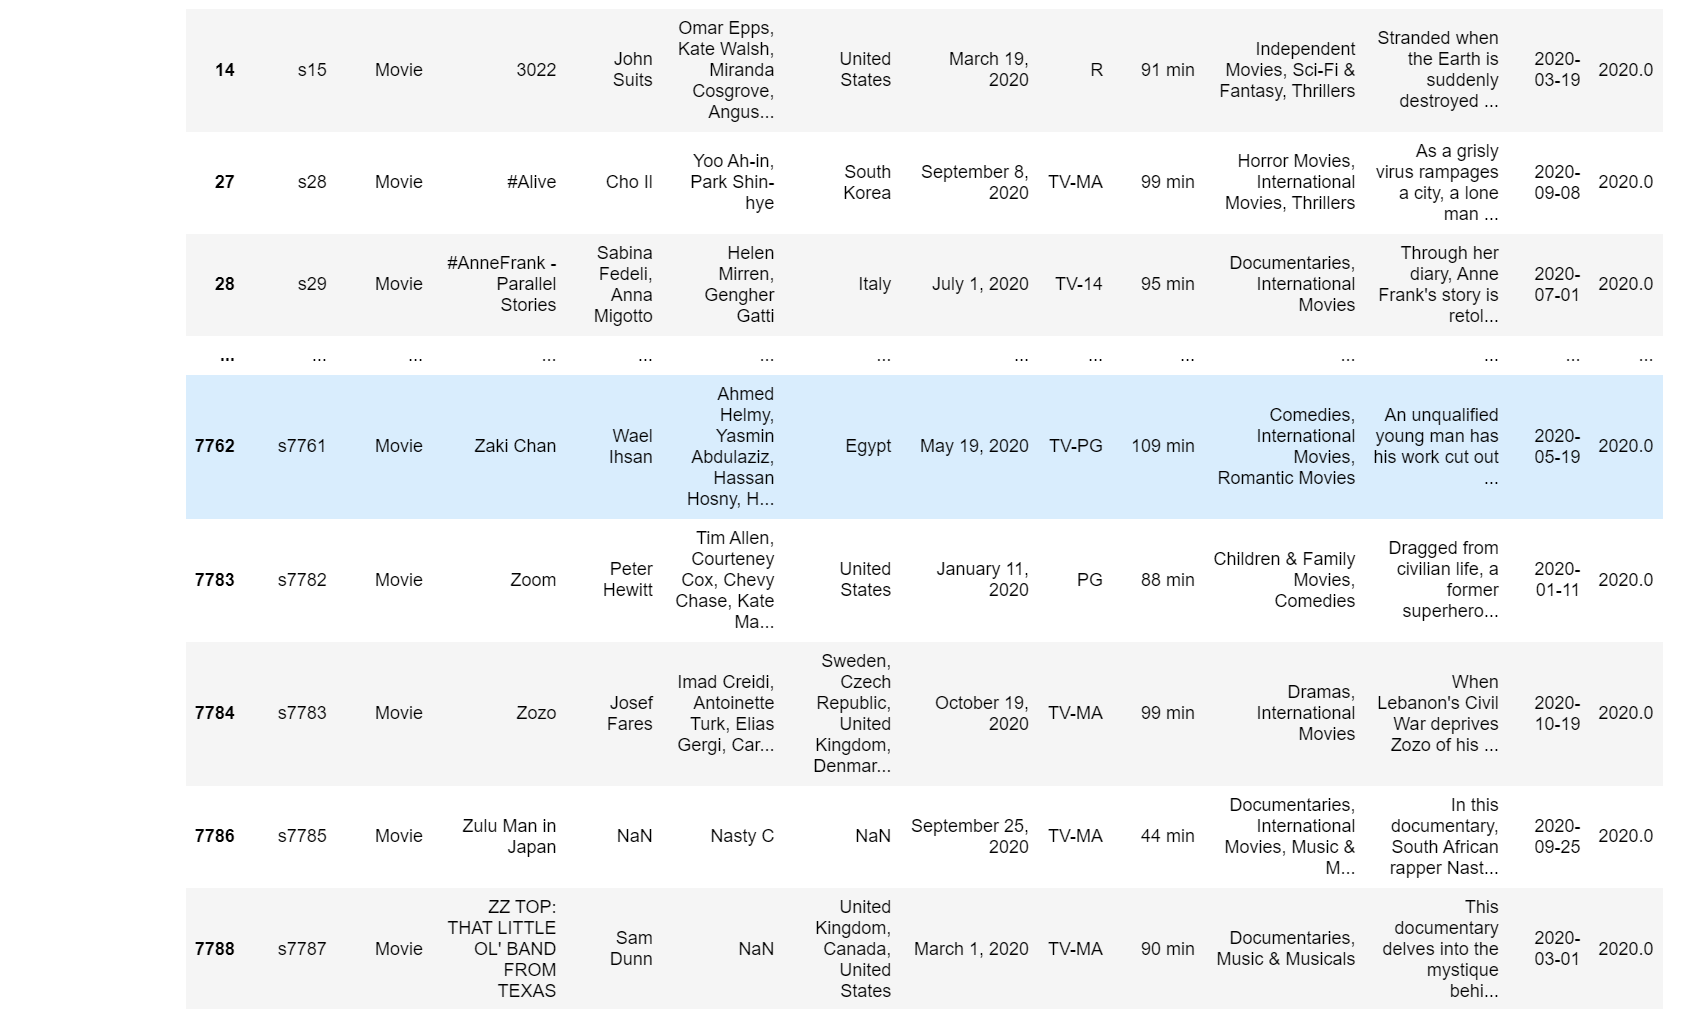 14 s15 Movie 3022 John Suits Omar Epps, Kate Walsh, Miranda Cosgrove, Angus... United States March 19, 2020 R 91 min Independent Movies, Sci-Fi & Fantasy, Thrillers Stranded when the Earth is suddenly destroyed ... 2020-03-19 2020.0
27 s28 Movie #Alive Cho Il Yoo Ah-in, Park Shin-hye South Korea September 8, 2020 TV-MA 99 min Horror Movies, International Movies, Thrillers As a grisly virus rampages a city, a lone man ... 2020-09-08 2020.0
28 s29 Movie #AnneFrank - Parallel Stories Sabina Fedeli, Anna Migotto Helen Mirren, Gengher Gatti Italy July 1, 2020 TV-14 95 min Documentaries, International Movies Through her diary, Anne Frank's story is retol... 2020-07-01 2020.0
... ... ... ... ... ... ... ... ... ... ... ... ... ...
7762 s7761 Movie Zaki Chan Wael Ihsan Ahmed Helmy, Yasmin Abdulaziz, Hassan Hosny, H... Egypt May 19, 2020 TV-PG 109 min Comedies, International Movies, Romantic Movies An unqualified young man has his work cut out ... 2020-05-19 2020.0
7783 s7782 Movie Zoom Peter Hewitt Tim Allen, Courteney Cox, Chevy Chase, Kate Ma... United States January 11, 2020 PG 88 min Children & Family Movies, Comedies Dragged from civilian life, a former superhero... 2020-01-11 2020.0
7784 s7783 Movie Zozo Josef Fares Imad Creidi, Antoinette Turk, Elias Gergi, Car... Sweden, Czech Republic, United Kingdom, Denmar... October 19, 2020 TV-MA 99 min Dramas, International Movies When Lebanon's Civil War deprives Zozo of his ... 2020-10-19 2020.0
7786 s7785 Movie Zulu Man in Japan NaN Nasty C NaN September 25, 2020 TV-MA 44 min Documentaries, International Movies, Music & M... In this documentary, South African rapper Nast... 2020-09-25 2020.0
7788 s7787 Movie ZZ TOP: THAT LITTLE OL' BAND FROM TEXAS Sam Dunn NaN United Kingdom, Canada, United States March 1, 2020 TV-MA 90 min Documentaries, Music & Musicals This documentary delves into the mystique behi... 2020-03-01 2020.0